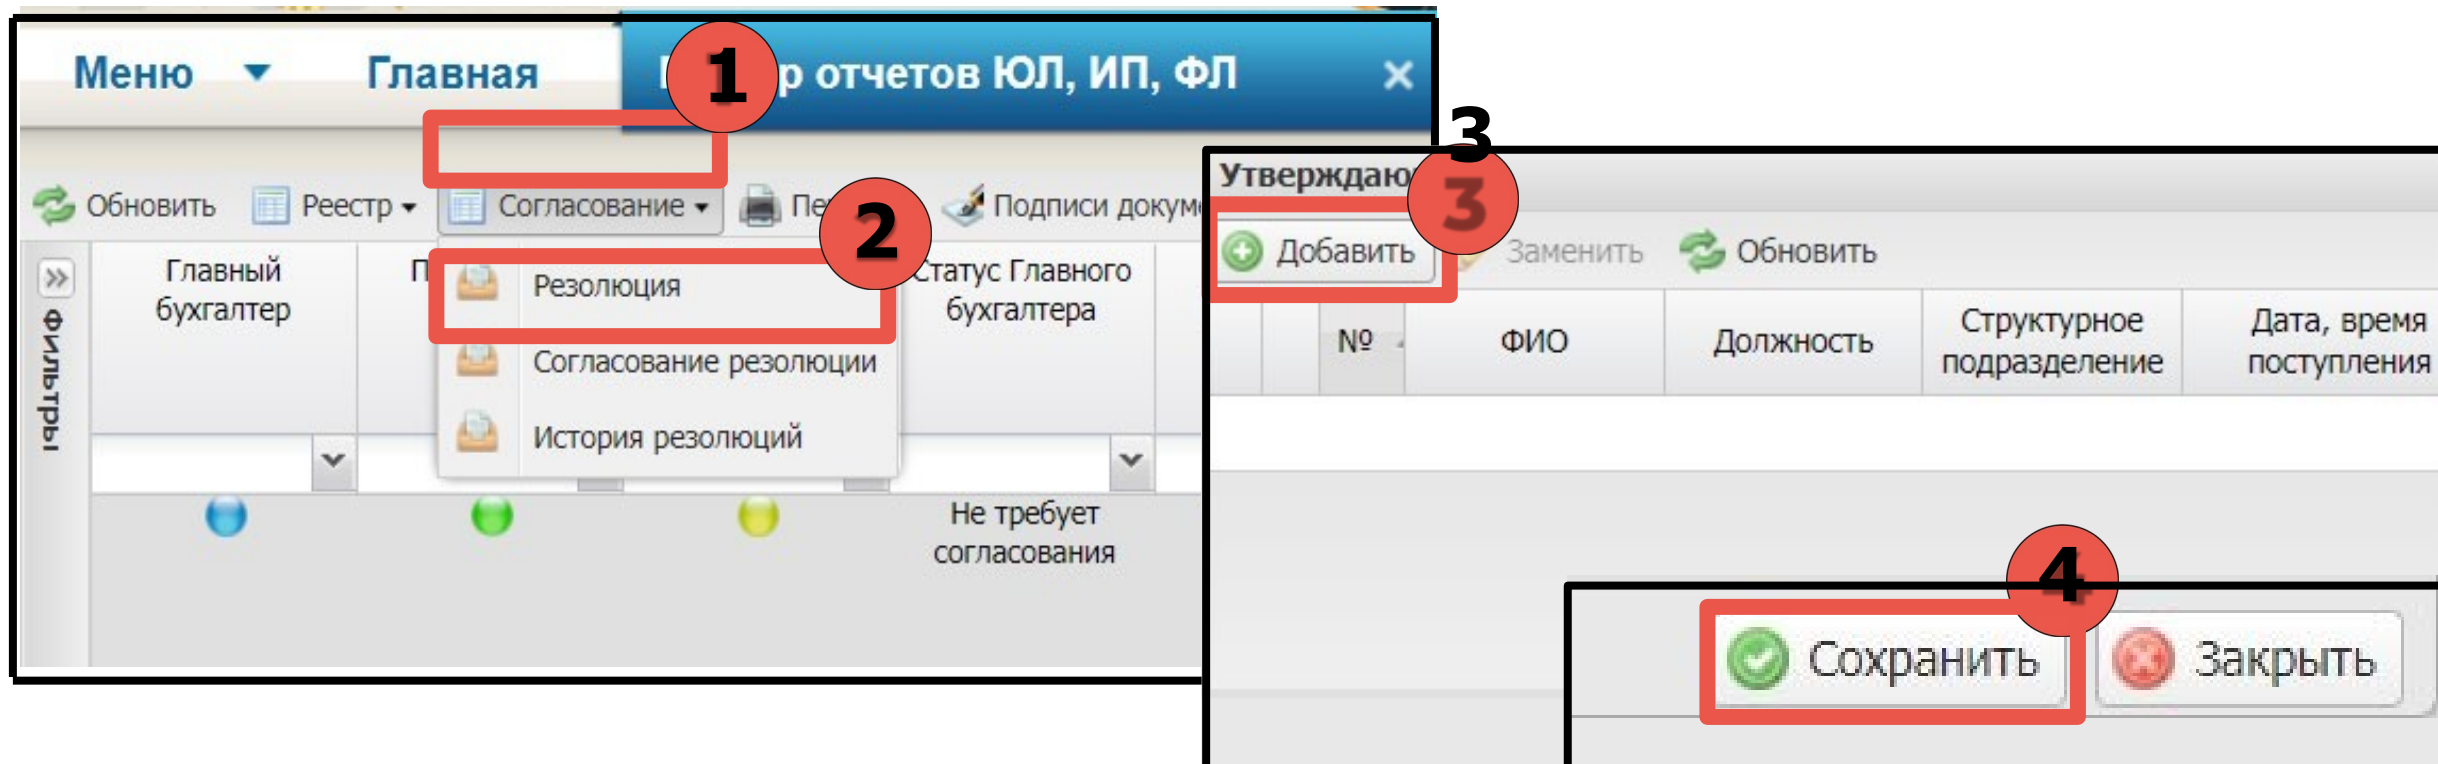 Меню Главная р отчетов ЮЛ, ИП, ФЛ
1
Обновить Реестр Согласование Подписи
2
Главный бухгалтер
Статус Главного бухгалтера
Резолюция
Согласование резолюции
История резолюций
Фильтры
Не требует
согласования
3
Утверждаю
3
Добавить Заменить Обновить
№ ФИО Должность Структурное подразделение Дата, время поступления
4
Сохранить Закрыть